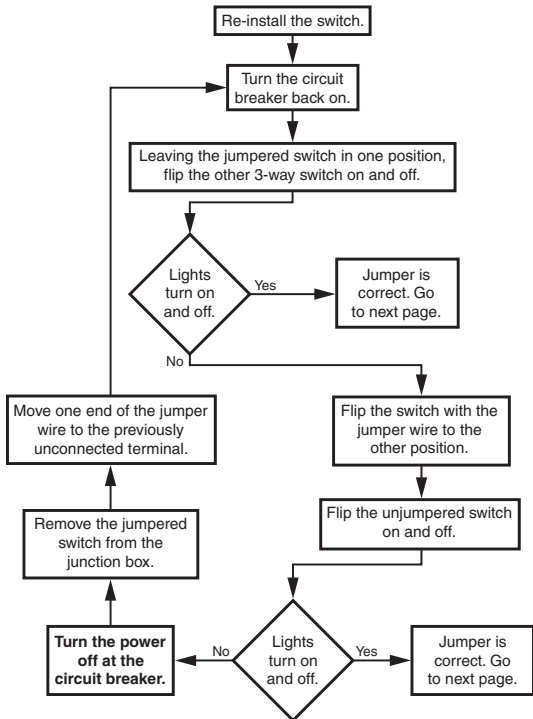 Re-install the switch.
Turn the circuit
breaker back on.
Leaving the jumpered switch in one position,
flip the other 3-way switch on and off.
Lights
turn on
and off.
Yes
Jumper is
correct. Go
to next page.
No
Flip the switch with the
jumper wire to the
other position.
Flip the unjumpered switch
on and off.
Lights
turn on
and off.
Yes
Jumper is
correct. Go
to next page.
No
Turn the power
off at the
circuit breaker.
Remove the jumpered
switch from the
junction box.
Move one end of the jumper
wire to the previously
unconnected terminal.